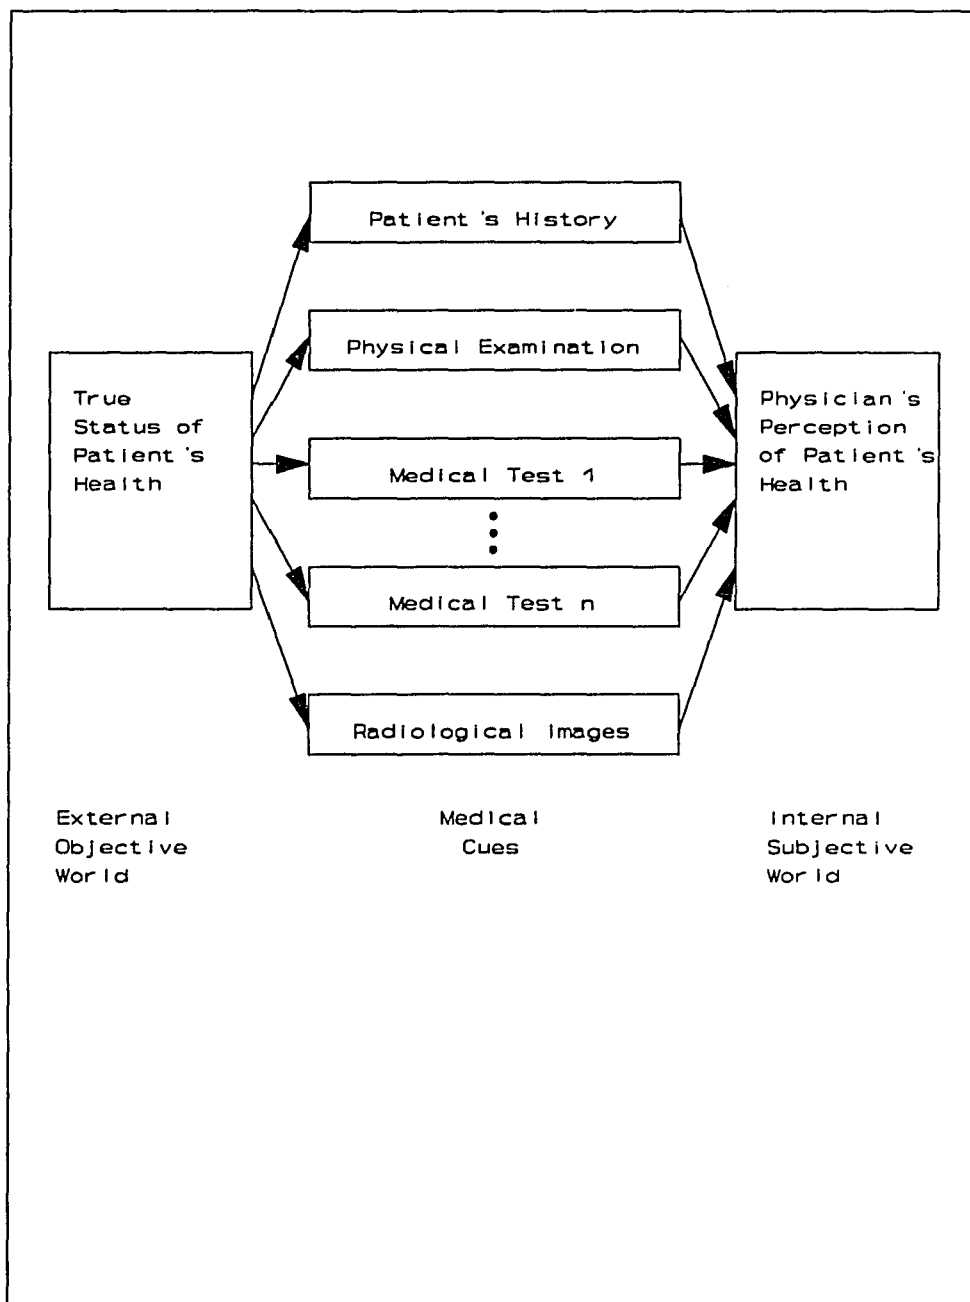 Patient's History
Physical Examination
True
Status of
Patient's
Health
Medical Test 1
Medical Test n
Radiological Images
Physician's
Perception
of Patient's
Health
External
Objective
World
Medical
Cues
Internal
Subjective
World